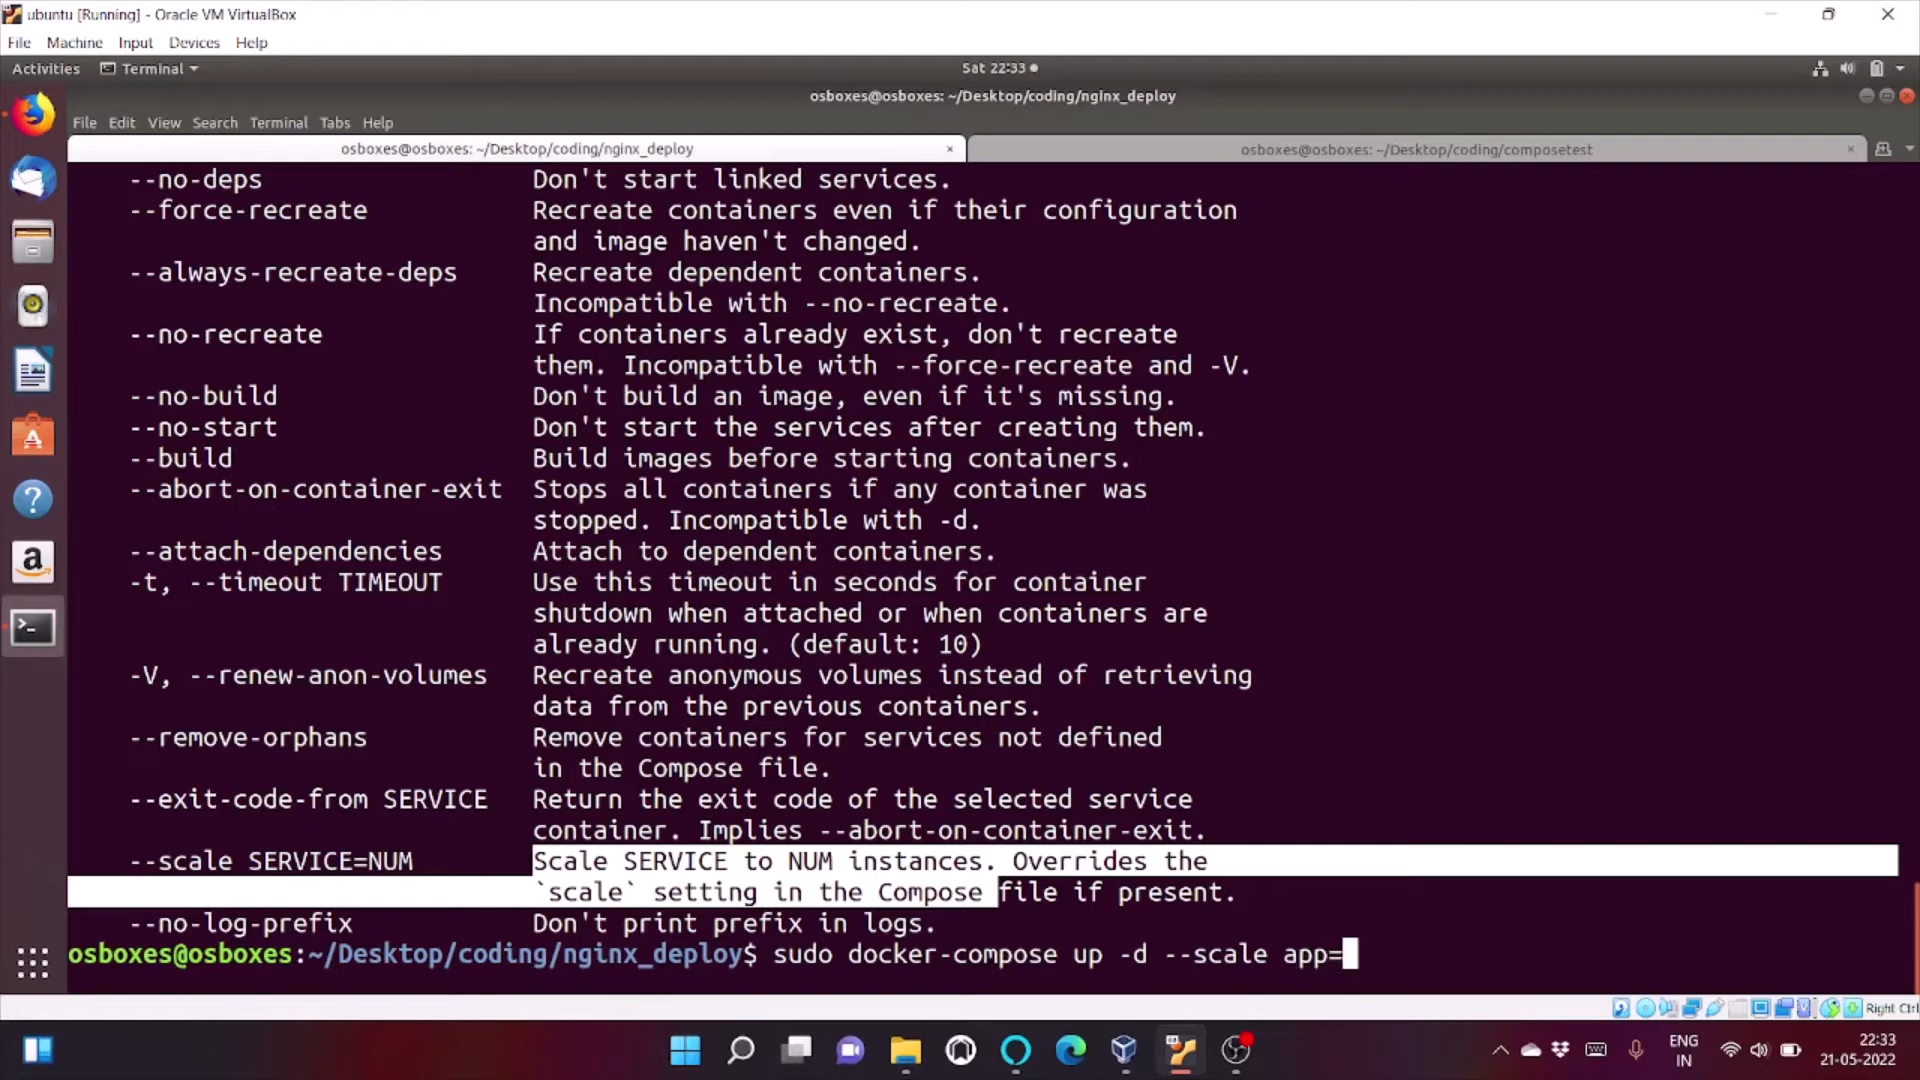 ubuntu [Running] - Oracle VM VirtualBox
File Machine Input Devices Help
Activities Terminal Sat 22:33
osboxes@osboxes: ~/Desktop/coding/nginx_deploy
File Edit View Search Terminal Tabs Help
osboxes@osboxes: ~/Desktop/coding/nginx_deploy × osboxes@osboxes: ~/Desktop/coding/composetest ×
--no-deps Don't start linked services.
--force-recreate Recreate containers even if their configuration
and image haven't changed.
--always-recreate-deps Recreate dependent containers.
Incompatible with --no-recreate.
--no-recreate If containers already exist, don't recreate
them. Incompatible with --force-recreate and -V.
--no-build Don't build an image, even if it's missing.
--no-start Don't start the services after creating them.
--build Build images before starting containers.
--abort-on-container-exit Stops all containers if any container was
stopped. Incompatible with -d.
--attach-dependencies Attach to dependent containers.
-t, --timeout TIMEOUT Use this timeout in seconds for container
shutdown when attached or when containers are
already running. (default: 10)
-V, --renew-anon-volumes Recreate anonymous volumes instead of retrieving
data from the previous containers.
--remove-orphans Remove containers for services not defined
in the Compose file.
--exit-code-from SERVICE Return the exit code of the selected service
container. Implies --abort-on-container-exit.
--scale SERVICE=NUM Scale SERVICE to NUM instances. Overrides the
`scale` setting in the Compose file if present.
--no-log-prefix Don't print prefix in logs.
osboxes@osboxes:~/Desktop/coding/nginx_deploy$ sudo docker-compose up -d --scale app=
Right Ctrl
ENG
IN
22:33
21-05-2022